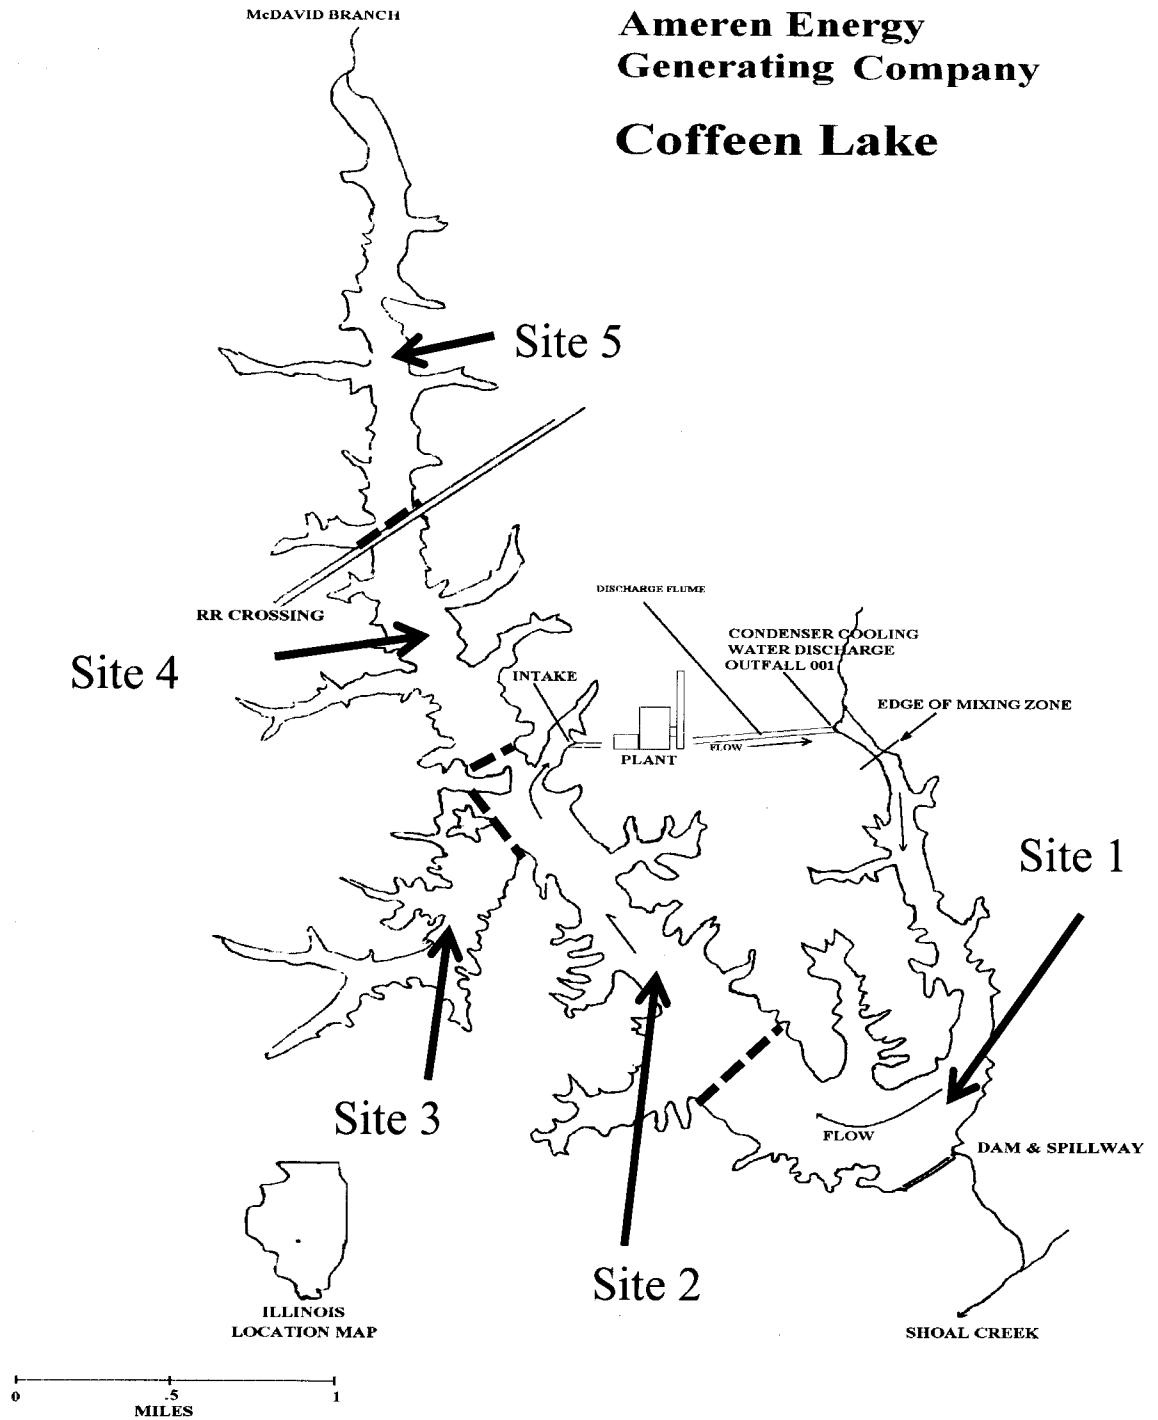 McDAVID BRANCH
Ameren Energy
Generating Company
Coffeen Lake
Site 5
RR CROSSING
DISCHARGE FLUME
CONDENSER COOLING
WATER DISCHARGE
OUTFALL 001
Site 4
INTAKE
EDGE OF MIXING ZONE
FLOW
PLANT
Site 1
Site 3
FLOW
DAM & SPILLWAY
Site 2
ILLINOIS
LOCATION MAP
SHOAL CREEK
0 .5 1
MILES